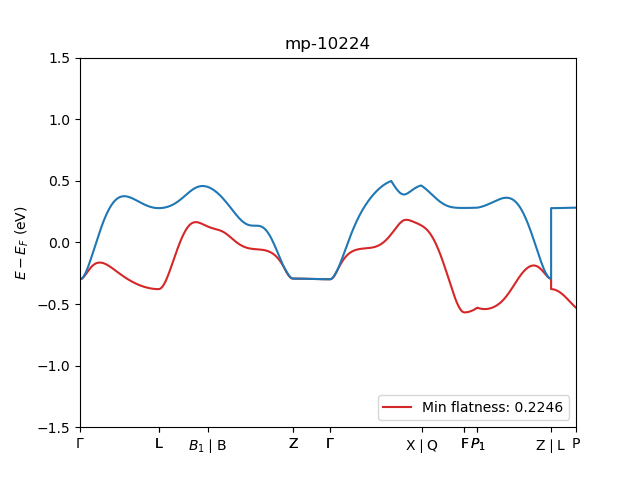 mp-10224
E − E_F (eV)
1.5
1.0
0.5
0.0
−0.5
−1.0
−1.5
Min flatness: 0.2246
Γ L B₁ | B Z Γ X | Q F P₁ Z | L P